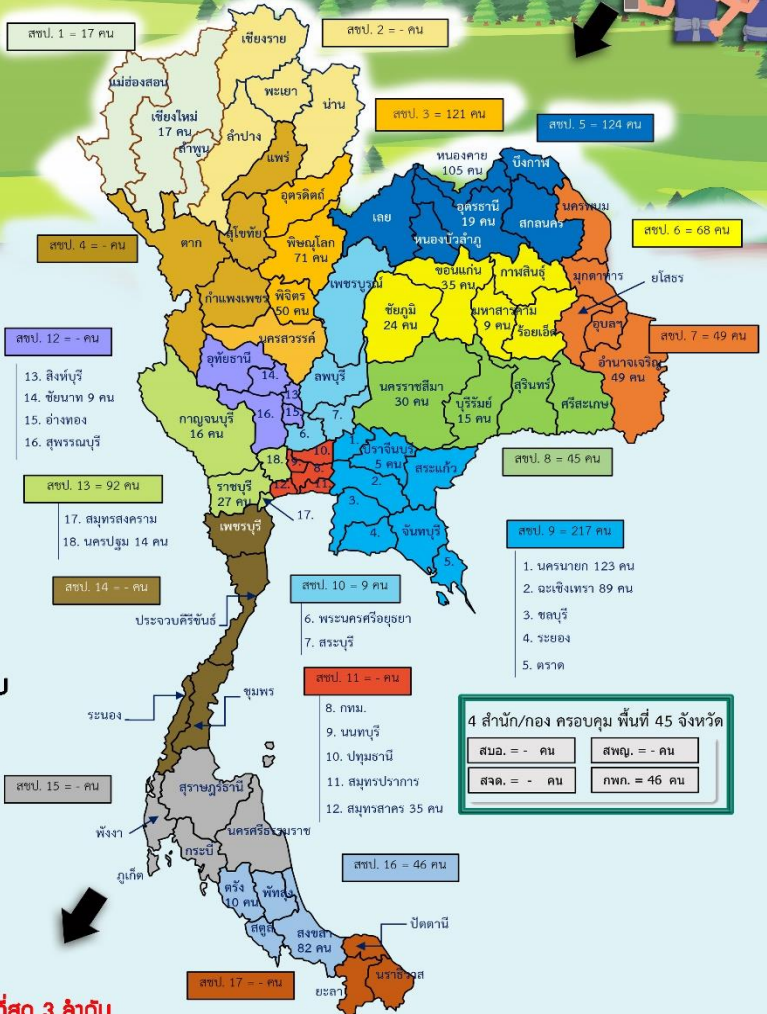 สชป. 1 = 17 คน
สชป. 2 = - คน
เชียงราย
แม่ฮ่องสอน
พะเยา
น่าน
เชียงใหม่
17 คน
ลำพูน
ลำปาง
แพร่
สชป. 3 = 121 คน
สชป. 5 = 124 คน
หนองคาย
105 คน
บึงกาฬ
อุตรดิตถ์
นครพนม
เลย
อุดรธานี
19 คน
สกลนคร
หนองบัวลำภู
สชป. 4 = - คน
ตาก
สุโขทัย
พิษณุโลก
71 คน
สชป. 6 = 68 คน
เพชรบูรณ์
ขอนแก่น
35 คน
กาฬสินธุ์
มุกดาหาร
ยโสธร
กำแพงเพชร
พิจิตร
50 คน
ชัยภูมิ
24 คน
มหาสารคาม
9 คน
ร้อยเอ็ด
อุบลฯ
สชป. 7 = 49 คน
สชป. 12 = - คน
13. สิงห์บุรี
14. ชัยนาท 9 คน
15. อ่างทอง
16. สุพรรณบุรี
นครสวรรค์
อุทัยธานี
14.
13
15.
16.
ลพบุรี
6.
7.
อำนาจเจริญ
49 คน
นครราชสีมา
30 คน
บุรีรัมย์
15 คน
สุรินทร์
ศรีสะเกษ
กาญจนบุรี
16 คน
สชป. 8 = 45 คน
1.
ปราจีนบุรี
5 คน
สระแก้ว
2.
3.
4.
จันทบุรี
5.
18.
9.
10.
8.
12.
11.
17.
สชป. 13 = 92 คน
17. สมุทรสงคราม
18. นครปฐม 14 คน
ราชบุรี
27 คน
เพชรบุรี
สชป. 9 = 217 คน
1. นครนายก 123 คน
2. ฉะเชิงเทรา 89 คน
3. ชลบุรี
4. ระยอง
5. ตราด
สชป. 14 = - คน
ประจวบคีรีขันธ์
สชป. 10 = 9 คน
6. พระนครศรีอยุธยา
7. สระบุรี
ระนอง
ชุมพร
สชป. 11 = - คน
8. กทม.
9. นนทบุรี
10. ปทุมธานี
11. สมุทรปราการ
12. สมุทรสาคร 35 คน
4 สำนัก/กอง ครอบคุม พื้นที่ 45 จังหวัด
สบอ. = - คน
สพญ. = - คน
สจด. = - คน
กพก. = 46 คน
สชป. 15 = - คน
สุราษฎร์ธานี
พังงา
นครศรีธรรมราช
กระบี่
ภูเก็ต
สชป. 16 = 46 คน
ตรัง
10 คน
พัทลุง
สตูล
สงขลา
82 คน
ปัตตานี
สชป. 17 = - คน
ยะลา
นราธิวาส
ที่สุด 3 ลำดับ